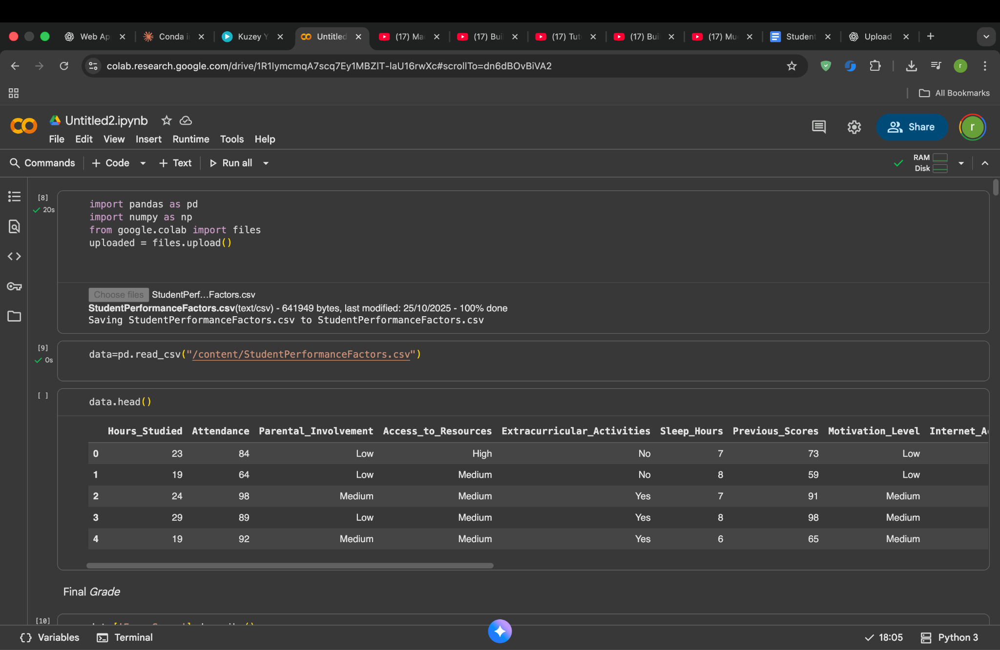 Web Ap
Conda i
Kuzey Y
Untitled
(17) Ma
(17) Bui
(17) Tut
(17) Bui
(17) Mu
Student
Upload
colab.research.google.com/drive/1R1lymcmqA7scq7Ey1MBZlT-laU16rwXc#scrollTo=dn6dBOvBiVA2
r
All Bookmarks
Untitled2.ipynb
File Edit View Insert Runtime Tools Help
Share
r
Commands + Code + Text Run all
RAM
Disk
[8]
20s
import pandas as pd
import numpy as np
from google.colab import files
uploaded = files.upload()
Choose files StudentPerf...Factors.csv
StudentPerformanceFactors.csv(text/csv) - 641949 bytes, last modified: 25/10/2025 - 100% done
Saving StudentPerformanceFactors.csv to StudentPerformanceFactors.csv
[9]
0s
data=pd.read_csv("/content/StudentPerformanceFactors.csv")
[ ]
data.head()
Hours_Studied Attendance Parental_Involvement Access_to_Resources Extracurricular_Activities Sleep_Hours Previous_Scores Motivation_Level Internet_A
0 23 84 Low High No 7 73 Low
1 19 64 Low Medium No 8 59 Low
2 24 98 Medium Medium Yes 7 91 Medium
3 29 89 Low Medium Yes 8 98 Medium
4 19 92 Medium Medium Yes 6 65 Medium
Final Grade
[10]
{} Variables Terminal
18:05 Python 3